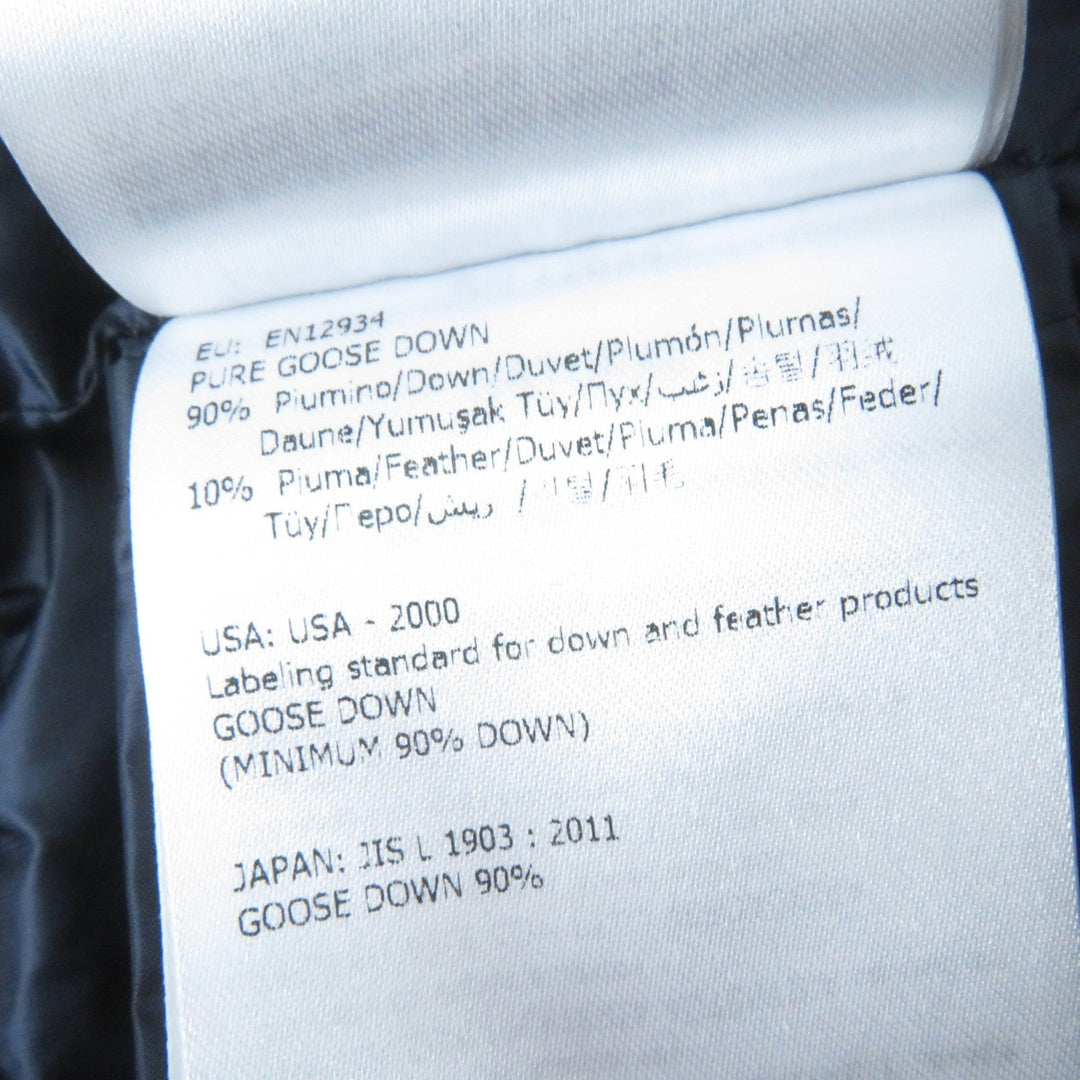 EU: EN12934
PURE GOOSE DOWN
90% Piumino/Down/Duvet/Plumón/Plumas/
Daune/Yumuşak Tüy/Пух/زغب/
10% Piuma/Feather/Duvet/Pluma/Penas/Feder/
Tüy/Перо/ريش /
USA: USA - 2000
Labeling standard for down and feather products
GOOSE DOWN
(MINIMUM 90% DOWN)
JAPAN: JIS L 1903 : 2011
GOOSE DOWN 90%